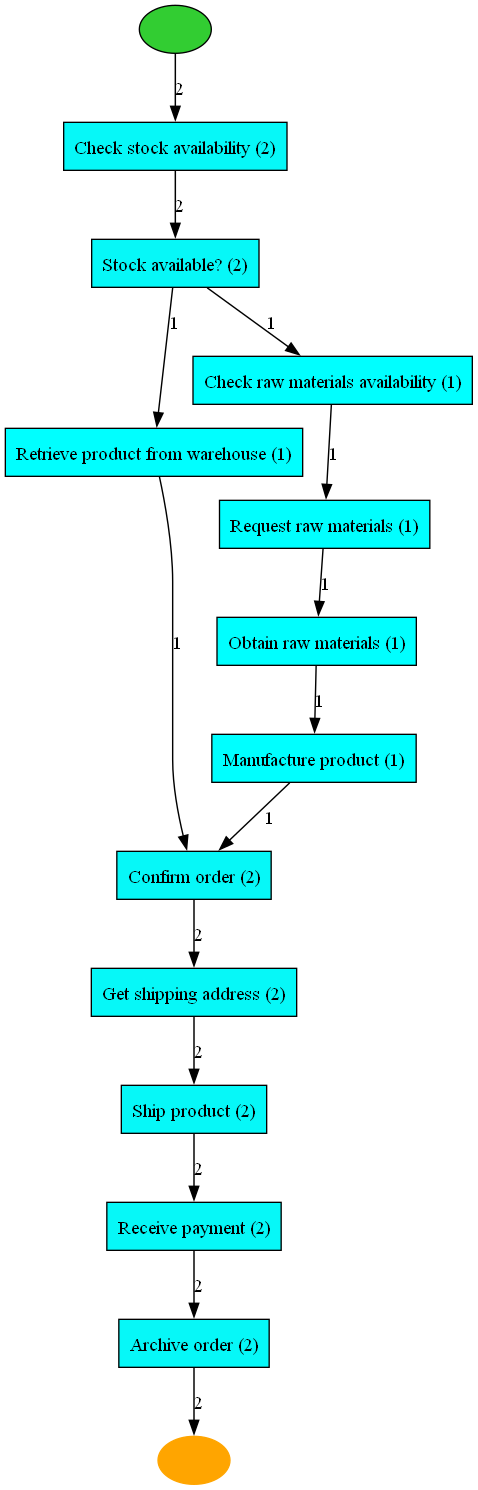 2
Check stock availability (2)
2
Stock available? (2)
1
1
Check raw materials availability (1)
Retrieve product from warehouse (1)
1
Request raw materials (1)
1
Obtain raw materials (1)
1
1
Manufacture product (1)
1
Confirm order (2)
2
Get shipping address (2)
2
Ship product (2)
2
Receive payment (2)
2
Archive order (2)
2